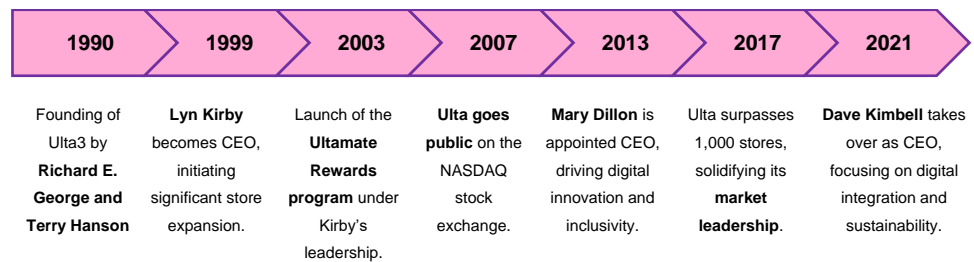 1990
1999
2003
2007
2013
2017
2021
Founding of
Ulta3 by
Richard E.
George and
Terry Hanson
Lyn Kirby
becomes CEO,
initiating
significant store
expansion.
Launch of the
Ultamate
Rewards
program under
Kirby's
leadership.
Ulta goes
public on the
NASDAQ
stock
exchange.
Mary Dillon is
appointed CEO,
driving digital
innovation and
inclusivity.
Ulta surpasses
1,000 stores,
solidifying its
market
leadership.
Dave Kimbell takes
over as CEO,
focusing on digital
integration and
sustainability.